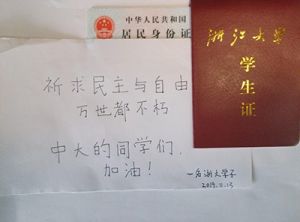 中华人民共和国
居民身份证
浙江大学
学生证
祈求民主与自由
万世都不朽
中大的同学们,
加油!
一名浙大学子
2019.11.13